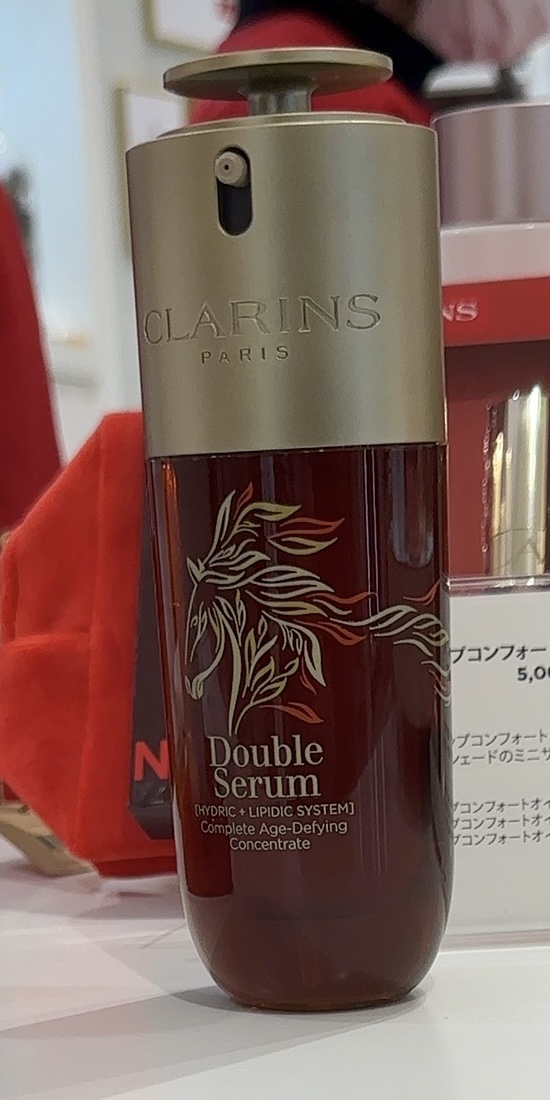 CLARINS
PARIS
Double
Serum
[HYDRIC + LIPIDIC SYSTEM]
Complete Age-Defying
Concentrate
NS
N
プコンフォー
5,00
プコンフォート
シェードのミニサ
プコンフォートオイ
プコンフォートオイ
プコンフォートオイ